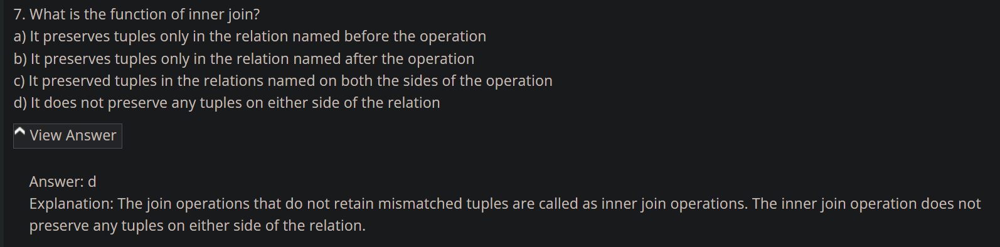 7. What is the function of inner join?
a) It preserves tuples only in the relation named before the operation
b) It preserves tuples only in the relation named after the operation
c) It preserved tuples in the relations named on both the sides of the operation
d) It does not preserve any tuples on either side of the relation
View Answer
Answer: d
Explanation: The join operations that do not retain mismatched tuples are called as inner join operations. The inner join operation does not
preserve any tuples on either side of the relation.